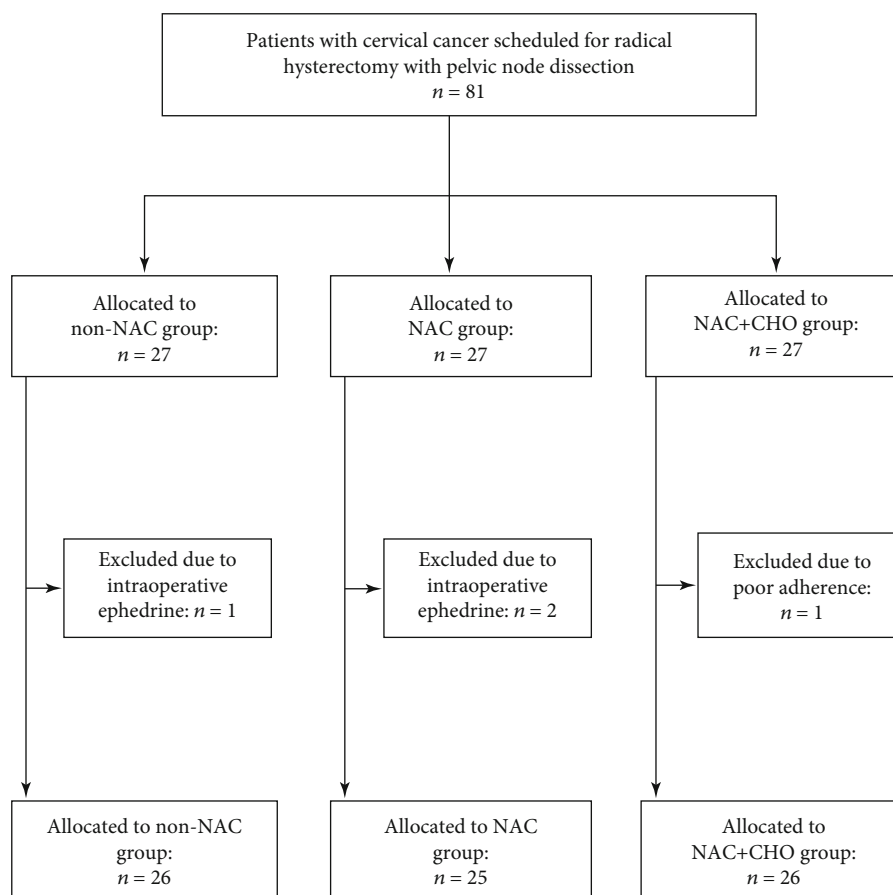 Patients with cervical cancer scheduled for radical
hysterectomy with pelvic node dissection
n = 81
Allocated to
non-NAC group:
n = 27
Allocated to
NAC group:
n = 27
Allocated to
NAC+CHO group:
n = 27
Excluded due to
intraoperative
ephedrine: n = 1
Excluded due to
intraoperative
ephedrine: n = 2
Excluded due to
poor adherence:
n = 1
Allocated to non-NAC
group:
n = 26
Allocated to NAC
group:
n = 25
Allocated to
NAC+CHO group:
n = 26